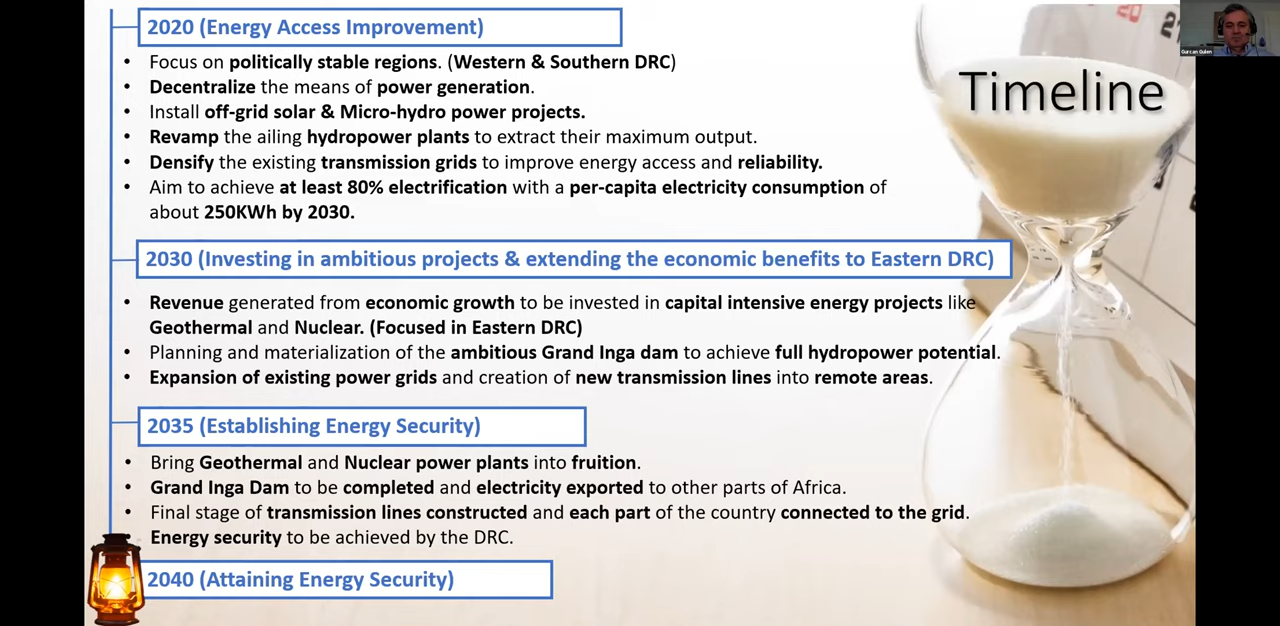 2020 (Energy Access Improvement)
• Focus on politically stable regions. (Western & Southern DRC)
• Decentralize the means of power generation.
• Install off-grid solar & Micro-hydro power projects.
• Revamp the ailing hydropower plants to extract their maximum output.
• Densify the existing transmission grids to improve energy access and reliability.
• Aim to achieve at least 80% electrification with a per-capita electricity consumption of
about 250KWh by 2030.
2030 (Investing in ambitious projects & extending the economic benefits to Eastern DRC)
• Revenue generated from economic growth to be invested in capital intensive energy projects like
Geothermal and Nuclear. (Focused in Eastern DRC)
• Planning and materialization of the ambitious Grand Inga dam to achieve full hydropower potential.
• Expansion of existing power grids and creation of new transmission lines into remote areas.
2035 (Establishing Energy Security)
• Bring Geothermal and Nuclear power plants into fruition.
• Grand Inga Dam to be completed and electricity exported to other parts of Africa.
• Final stage of transmission lines constructed and each part of the country connected to the grid.
Energy security to be achieved by the DRC.
2040 (Attaining Energy Security)
Timeline
20
Gurcan Gulen